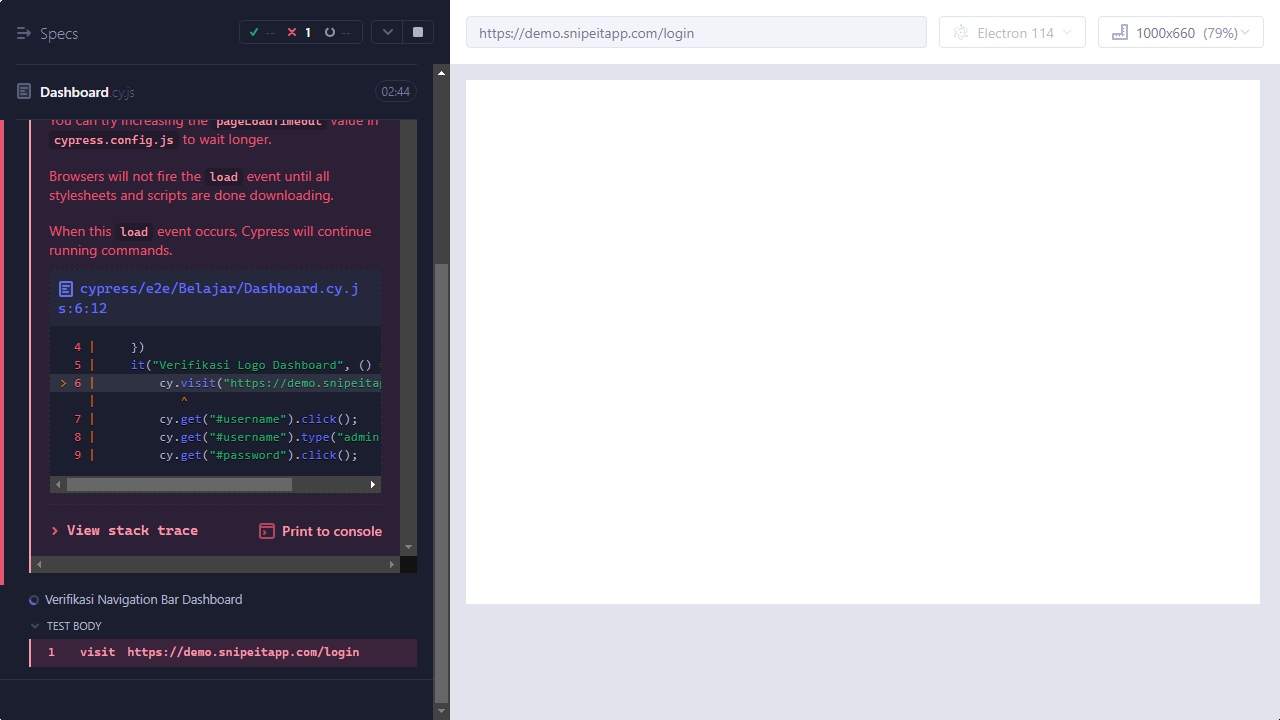 Specs
-- 1 --
https://demo.snipeitapp.com/login
Electron 114
1000x660 (79%)
Dashboard.cy.js
02:44
You can try increasing the pageLoadTimeout value in
cypress.config.js to wait longer.
Browsers will not fire the load event until all
stylesheets and scripts are done downloading.
When this load event occurs, Cypress will continue
running commands.
cypress/e2e/Belajar/Dashboard.cy.j
s:6:12
4 | })
5 | it("Verifikasi Logo Dashboard", () =
> 6 | cy.visit("https://demo.snipeitap
| ^
7 | cy.get("#username").click();
8 | cy.get("#username").type("admin
9 | cy.get("#password").click();
> View stack trace
Print to console
Verifikasi Navigation Bar Dashboard
TEST BODY
1 visit https://demo.snipeitapp.com/login